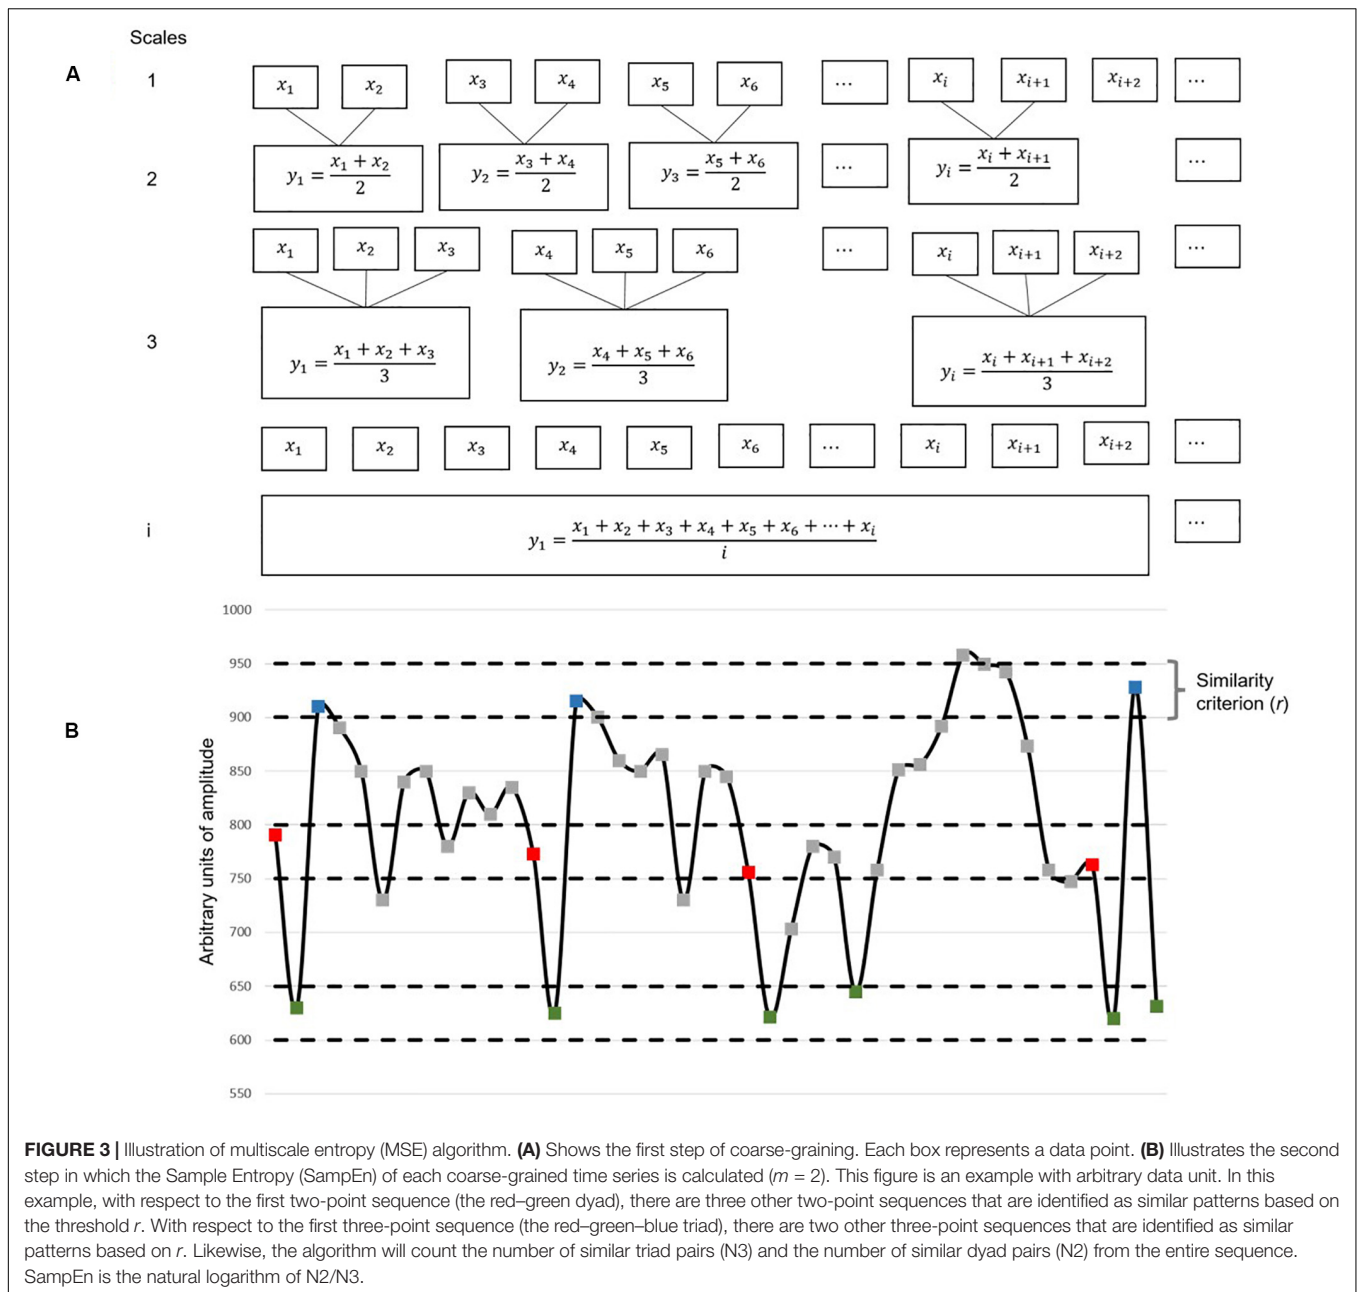 Scales
A
1
x1 x2 x3 x4 x5 x6 ... xi xi+1 xi+2 ...
2
y1 = x1 + x2 / 2 y2 = x3 + x4 / 2 y3 = x5 + x6 / 2 ... yi = xi + xi+1 / 2 ...
x1 x2 x3 x4 x5 x6 ... xi xi+1 xi+2 ...
3
y1 = x1 + x2 + x3 / 3 y2 = x4 + x5 + x6 / 3 yi = xi + xi+1 + xi+2 / 3
x1 x2 x3 x4 x5 x6 ... xi xi+1 xi+2 ...
i
y1 = x1 + x2 + x3 + x4 + x5 + x6 + ⋯ + xi / i ...
B
Arbitrary units of amplitude
1000
950
900
850
800
750
700
650
600
550
Similarity
criterion (r)
FIGURE 3 | Illustration of multiscale entropy (MSE) algorithm. (A) Shows the first step of coarse-graining. Each box represents a data point. (B) Illustrates the second
step in which the Sample Entropy (SampEn) of each coarse-grained time series is calculated (m = 2). This figure is an example with arbitrary data unit. In this
example, with respect to the first two-point sequence (the red–green dyad), there are three other two-point sequences that are identified as similar patterns based on
the threshold r. With respect to the first three-point sequence (the red–green–blue triad), there are two other three-point sequences that are identified as similar
patterns based on r. Likewise, the algorithm will count the number of similar triad pairs (N3) and the number of similar dyad pairs (N2) from the entire sequence.
SampEn is the natural logarithm of N2/N3.